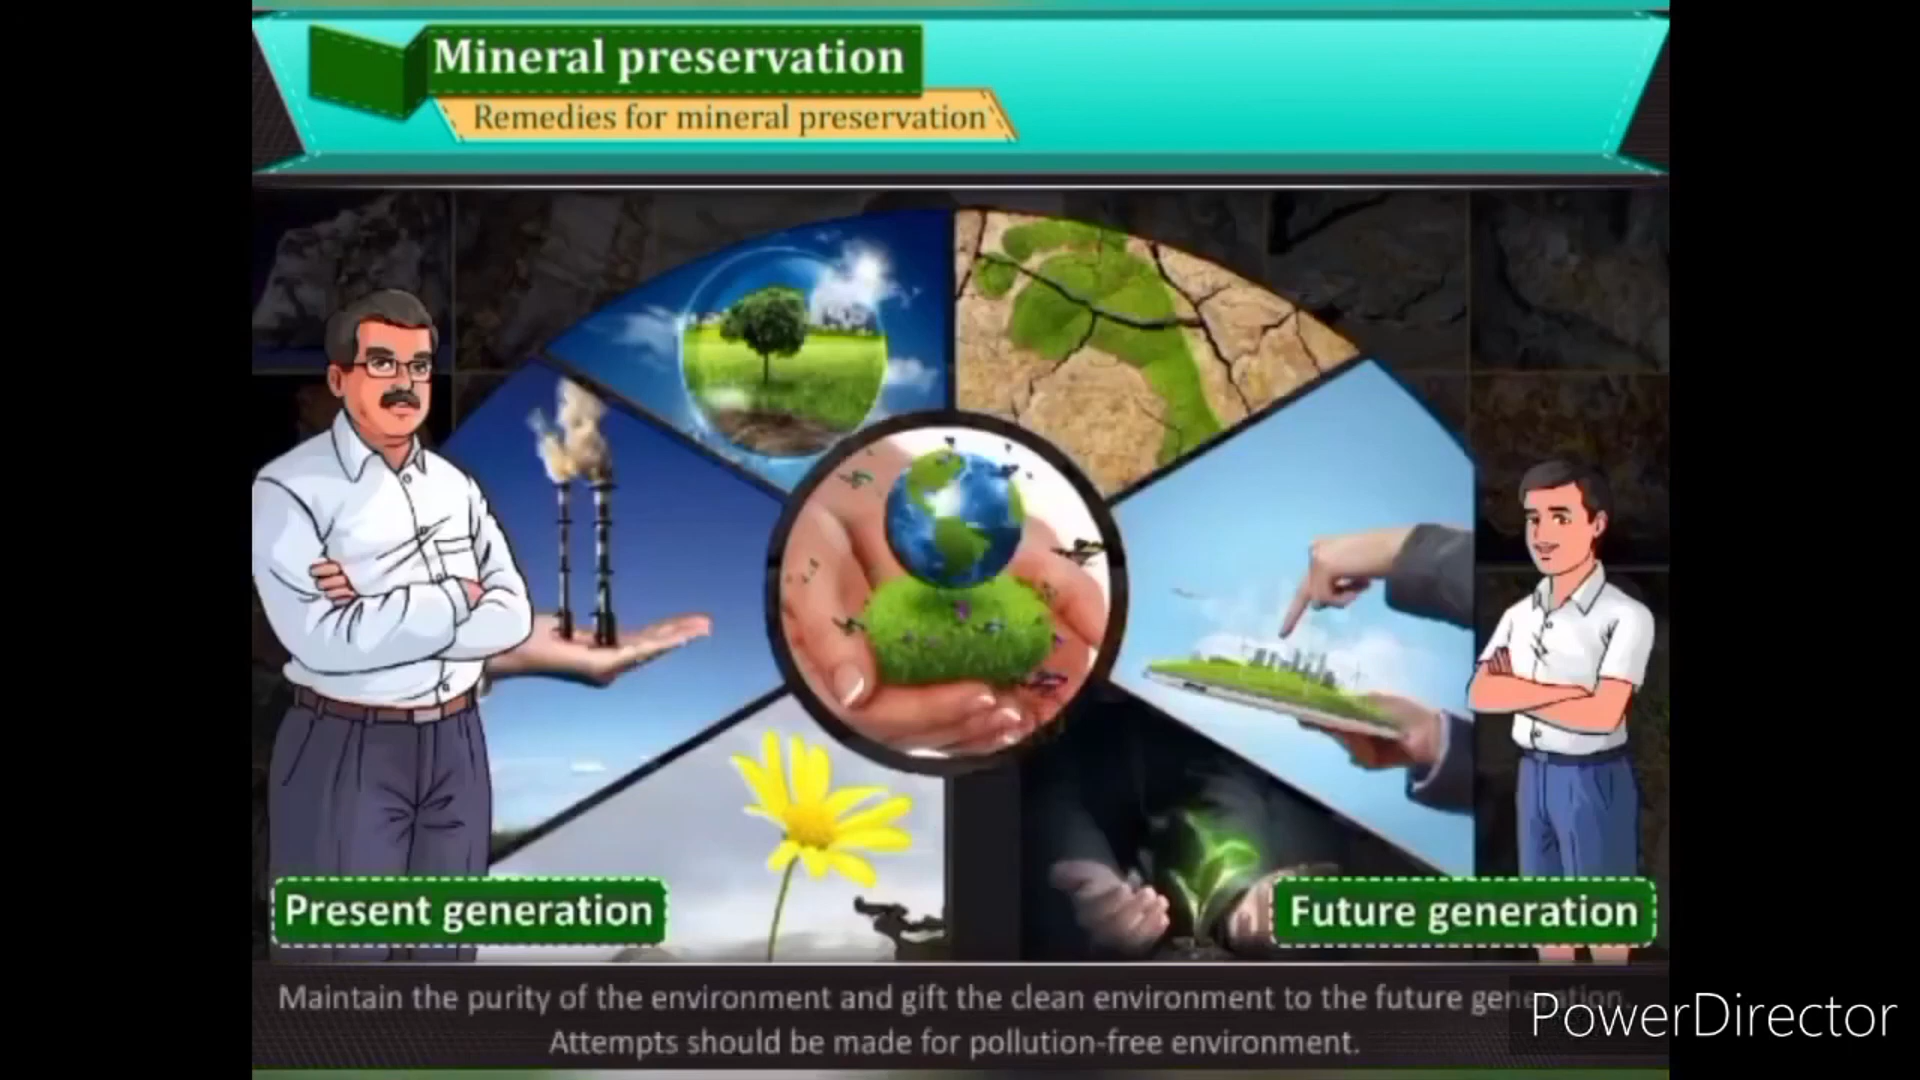 Mineral preservation
Remedies for mineral preservation
Present generation
Future generation
Maintain the purity of the environment and gift the clean environment to the future generation.
Attempts should be made for pollution-free environment.
PowerDirector